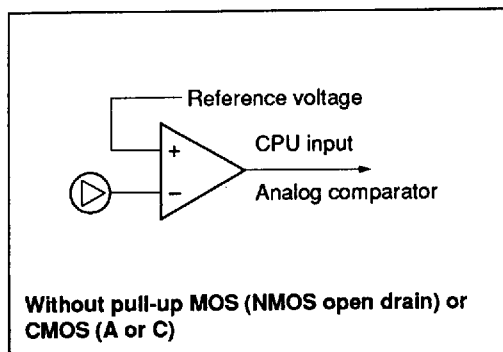 Reference voltage
+
CPU input
−
Analog comparator
Without pull-up MOS (NMOS open drain) or
CMOS (A or C)